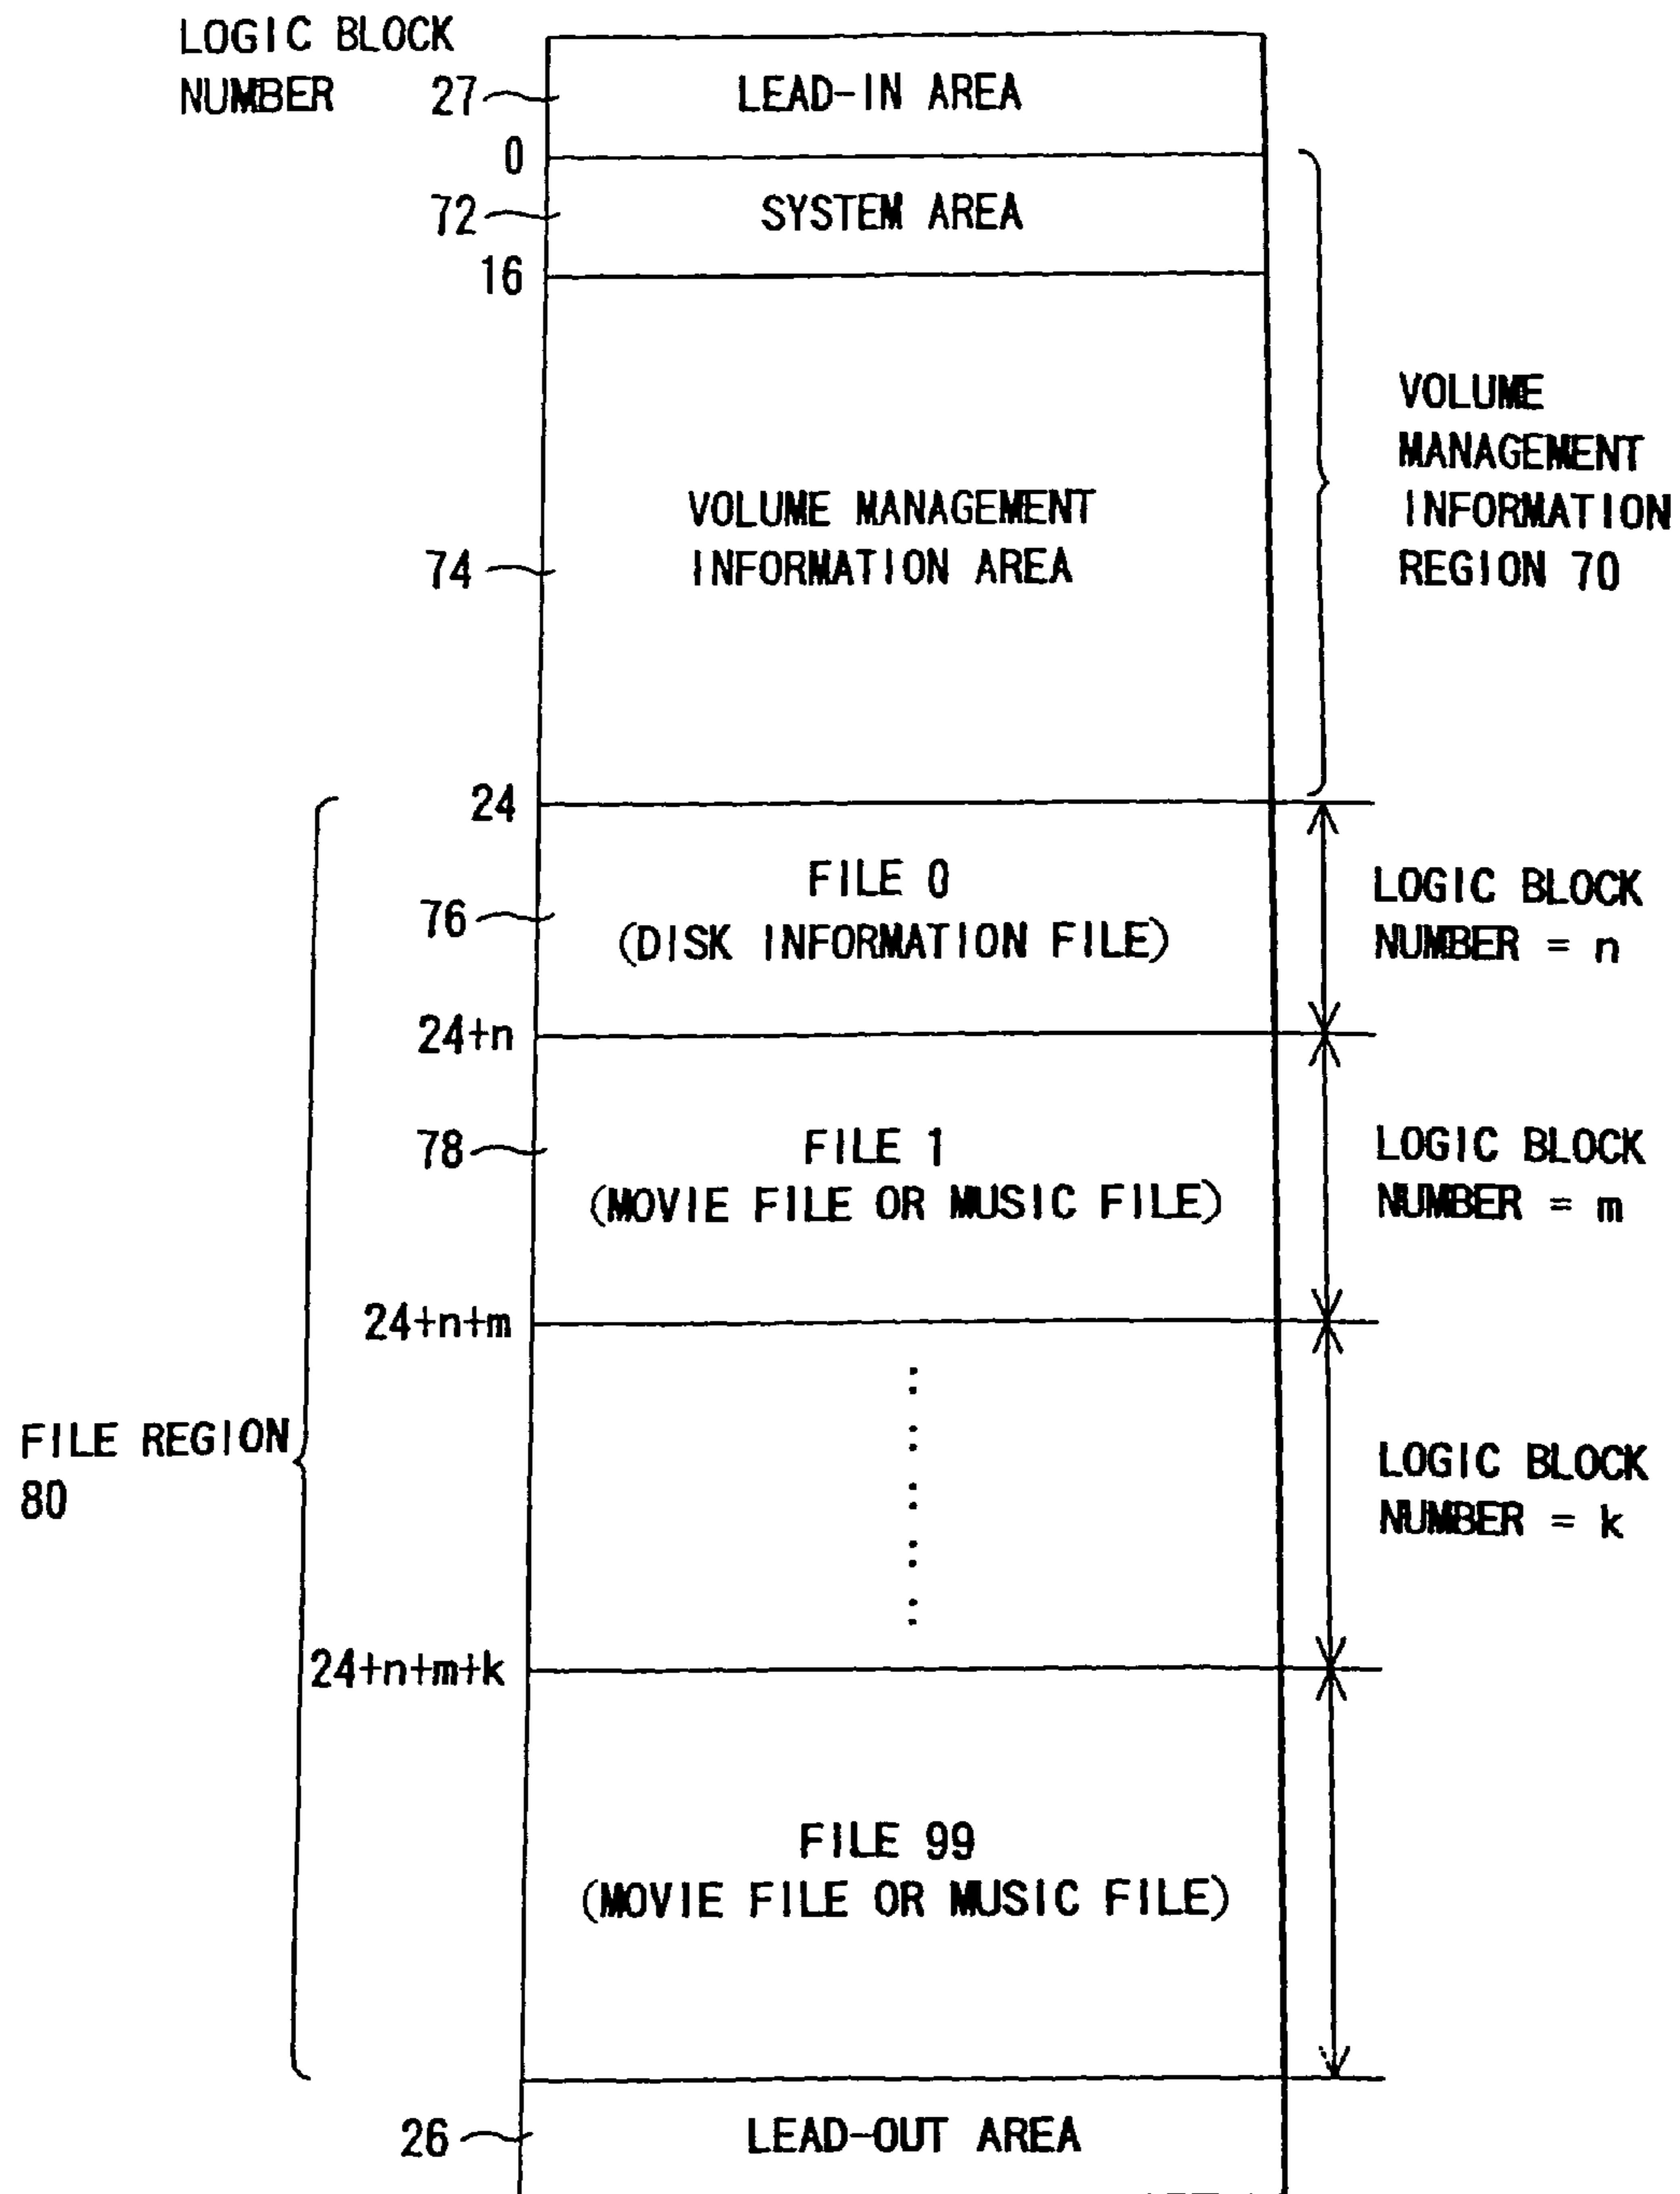 LOGIC BLOCK
NUMBER
27
LEAD-IN AREA
0
72
SYSTEM AREA
16
VOLUME MANAGEMENT
INFORMATION AREA
74
VOLUME
MANAGEMENT
INFORMATION
REGION 70
24
FILE 0
(DISK INFORMATION FILE)
76
LOGIC BLOCK
NUMBER = n
24+n
78
FILE 1
(MOVIE FILE OR MUSIC FILE)
LOGIC BLOCK
NUMBER = m
24+n+m
FILE REGION
80
LOGIC BLOCK
NUMBER = k
24+n+m+k
FILE 99
(MOVIE FILE OR MUSIC FILE)
26
LEAD-OUT AREA